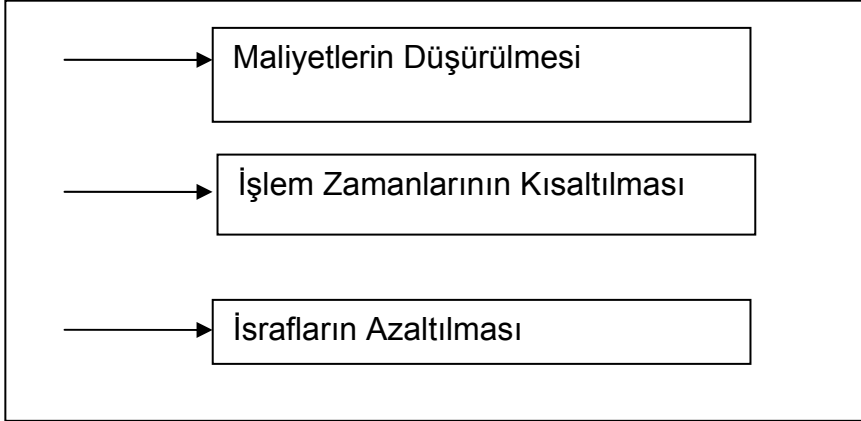 Maliyetlerin Düşürülmesi
İşlem Zamanlarının Kısaltılması
İsrafların Azaltılması